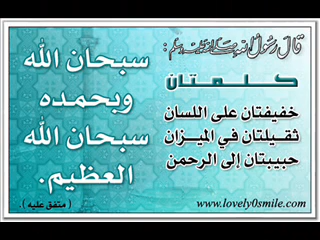 قال رسول الله صلى الله عليه وسلم :
كلمتان
خفيفتان على اللسان
ثقيلتان في الميزان
حبيبتان إلى الرحمن
سبحان الله
وبحمده
سبحان الله
العظيم.
( متفق عليه ).
www.lovely0smile.com